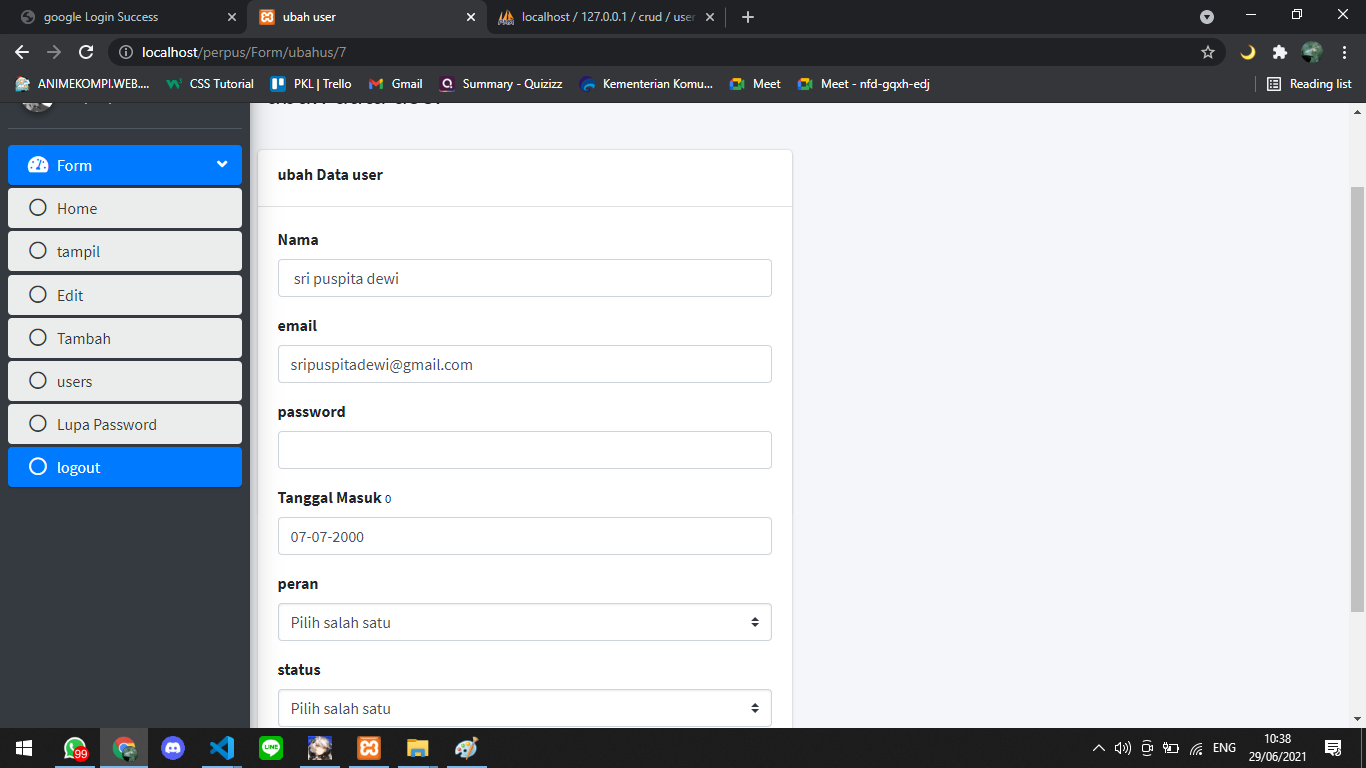 google Login Success
ubah user
localhost / 127.0.0.1 / crud / user
localhost/perpus/Form/ubahus/7
ANIMEKOMPI.WEB....
CSS Tutorial
PKL | Trello
Gmail
Summary - Quizizz
Kementerian Komu...
Meet
Meet - nfd-gqxh-edj
Reading list
Form
Home
tampil
Edit
Tambah
users
Lupa Password
logout
ubah Data user
Nama
sri puspita dewi
email
sripuspitadewi@gmail.com
password
Tanggal Masuk 0
07-07-2000
peran
Pilih salah satu
status
Pilih salah satu
99
ENG
10:38
29/06/2021